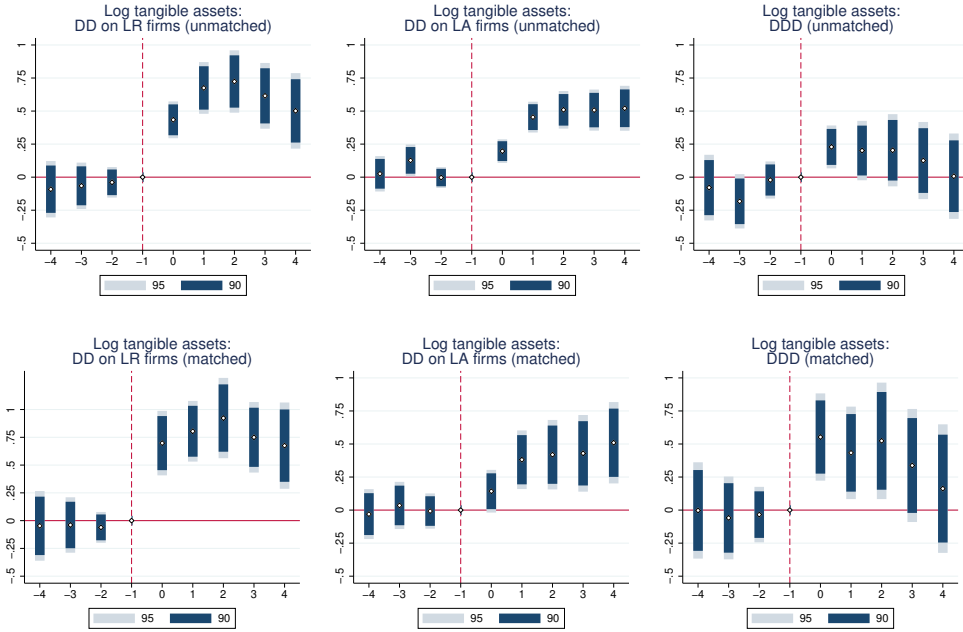 Log tangible assets:
DD on LR firms (unmatched)
1
.75
.5
.25
0
-.25
-.5
−4 −3 −2 −1 0 1 2 3 4
95 90
Log tangible assets:
DD on LA firms (unmatched)
1
.75
.5
.25
0
-.25
-.5
−4 −3 −2 −1 0 1 2 3 4
95 90
Log tangible assets:
DDD (unmatched)
1
.75
.5
.25
0
-.25
-.5
−4 −3 −2 −1 0 1 2 3 4
95 90
Log tangible assets:
DD on LR firms (matched)
1
.75
.5
.25
0
-.25
-.5
−4 −3 −2 −1 0 1 2 3 4
95 90
Log tangible assets:
DD on LA firms (matched)
1
.75
.5
.25
0
-.25
-.5
−4 −3 −2 −1 0 1 2 3 4
95 90
Log tangible assets:
DDD (matched)
1
.75
.5
.25
0
-.25
-.5
−4 −3 −2 −1 0 1 2 3 4
95 90